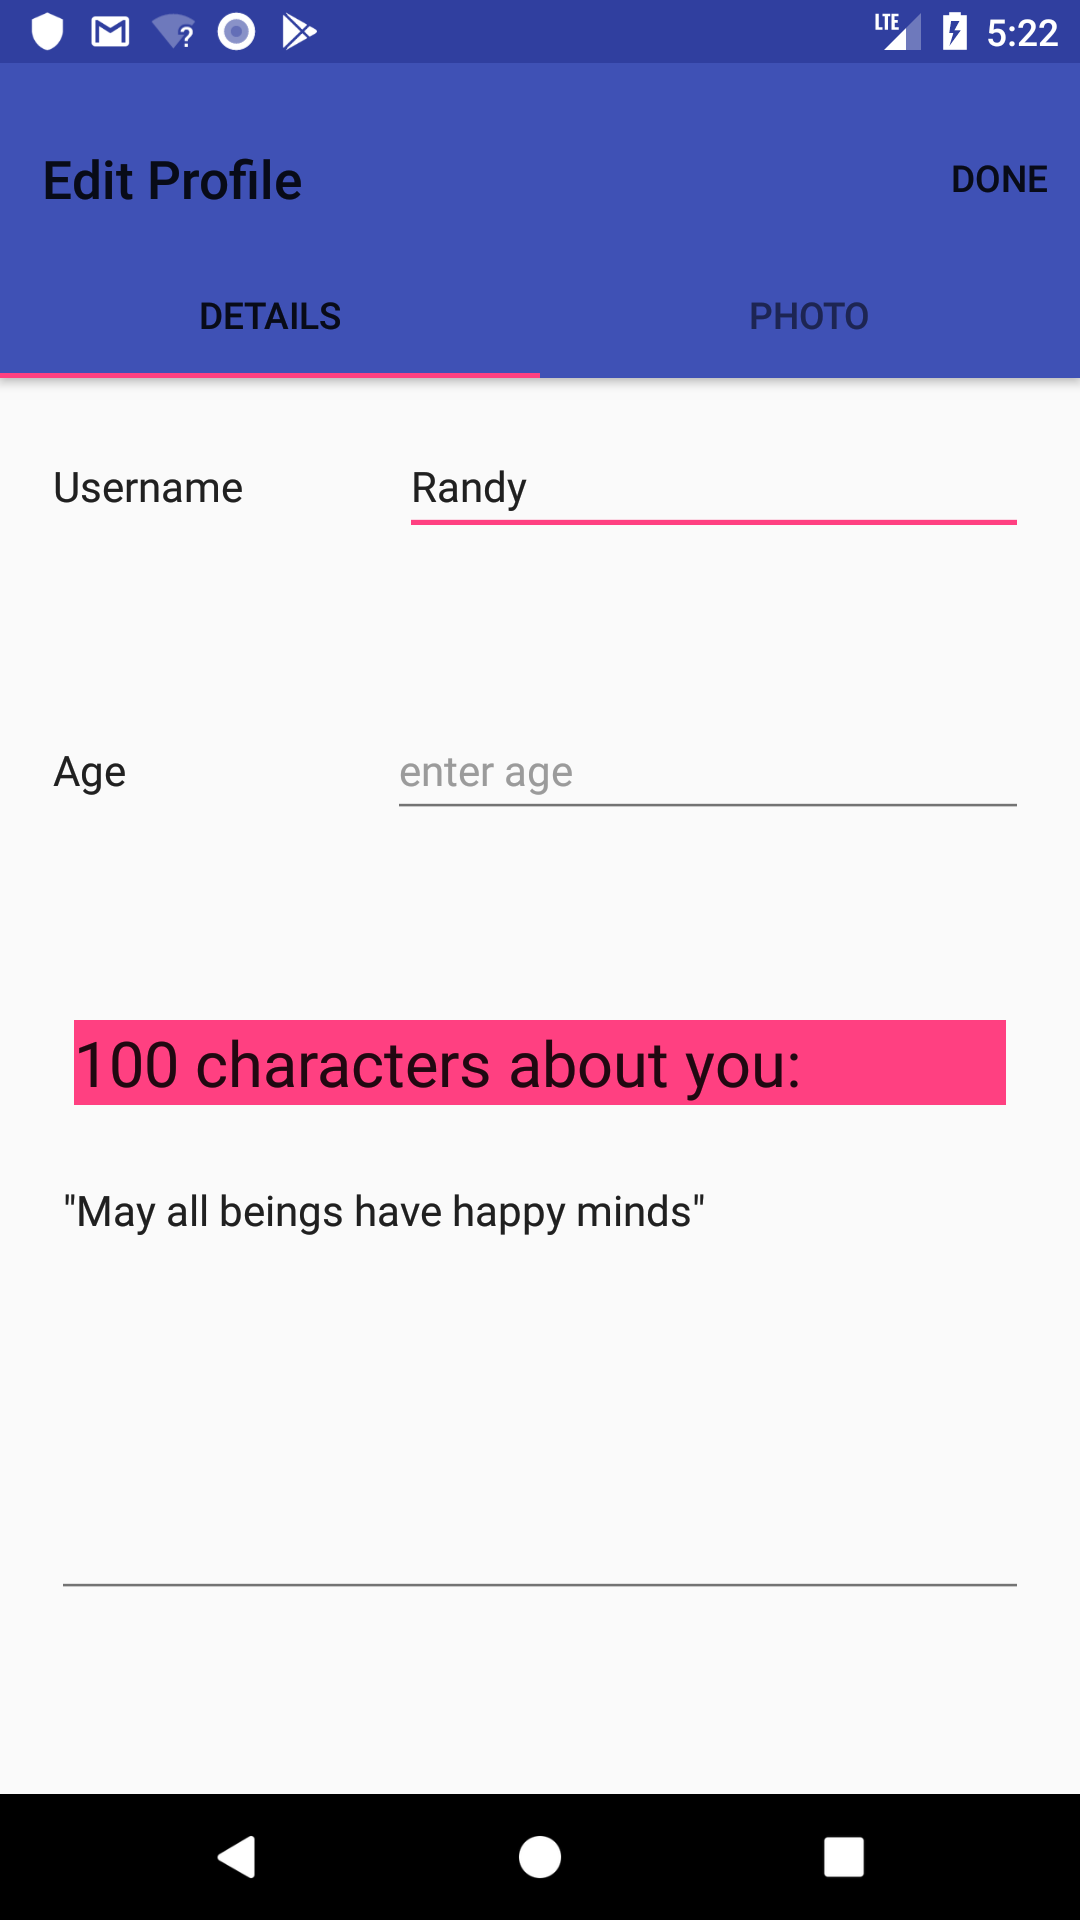 LTE 5:22
Edit Profile DONE
DETAILS PHOTO
Username Randy
Age enter age
100 characters about you:
"May all beings have happy minds"